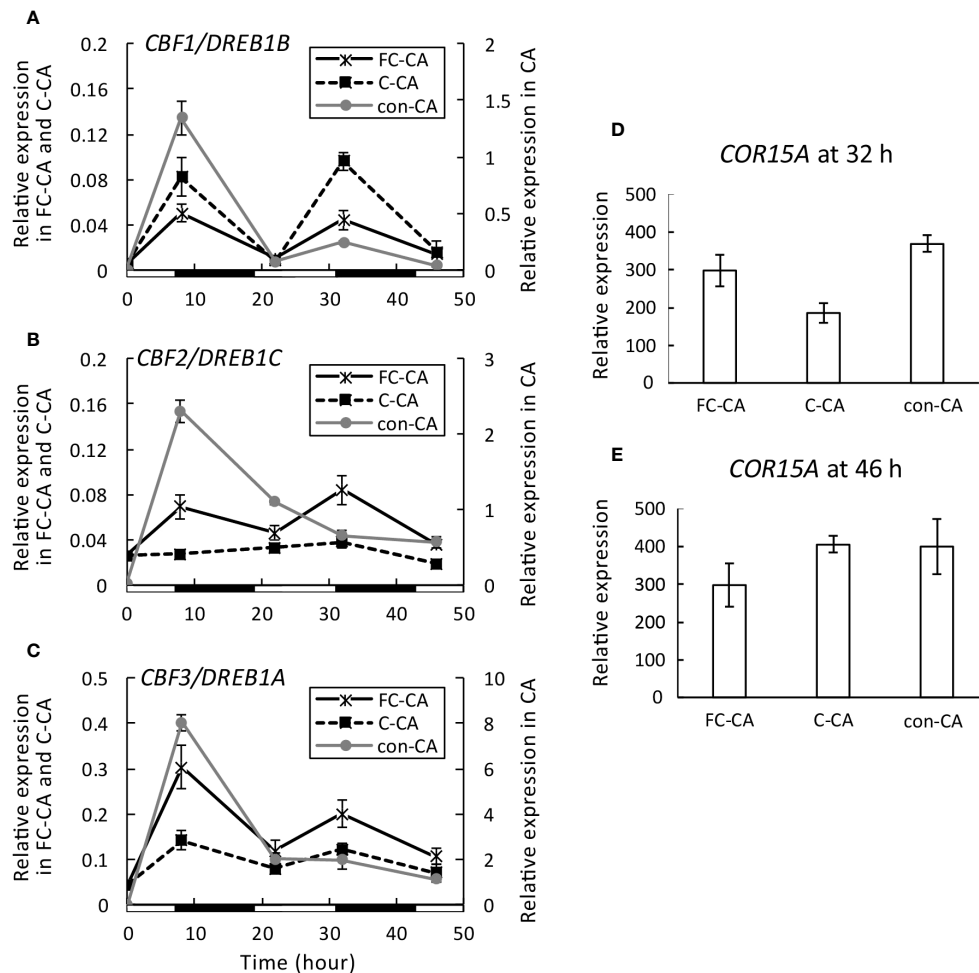 A
CBF1/DREB1B
Relative expression
in FC-CA and C-CA
0.2
0.16
0.12
0.08
0.04
0
FC-CA
C-CA
con-CA
2
1.5
1
0.5
0
Relative expression in CA
0 10 20 30 40 50
B
CBF2/DREB1C
Relative expression
in FC-CA and C-CA
0.2
0.16
0.12
0.08
0.04
0
FC-CA
C-CA
con-CA
3
2
1
0
Relative expression in CA
0 10 20 30 40 50
C
CBF3/DREB1A
Relative expression
in FC-CA and C-CA
0.5
0.4
0.3
0.2
0.1
0
FC-CA
C-CA
con-CA
10
8
6
4
2
0
Relative expression in CA
0 10 20 30 40 50
Time (hour)
D
COR15A at 32 h
Relative expression
500
400
300
200
100
0
FC-CA C-CA con-CA
E
COR15A at 46 h
Relative expression
500
400
300
200
100
0
FC-CA C-CA con-CA